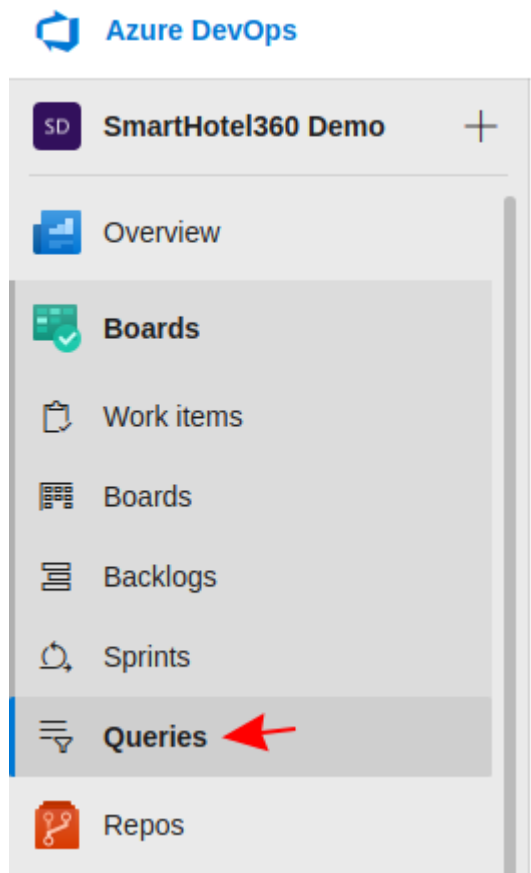 Azure DevOps
SD SmartHotel360 Demo
Overview
Boards
Work items
Boards
Backlogs
Sprints
Queries
Repos